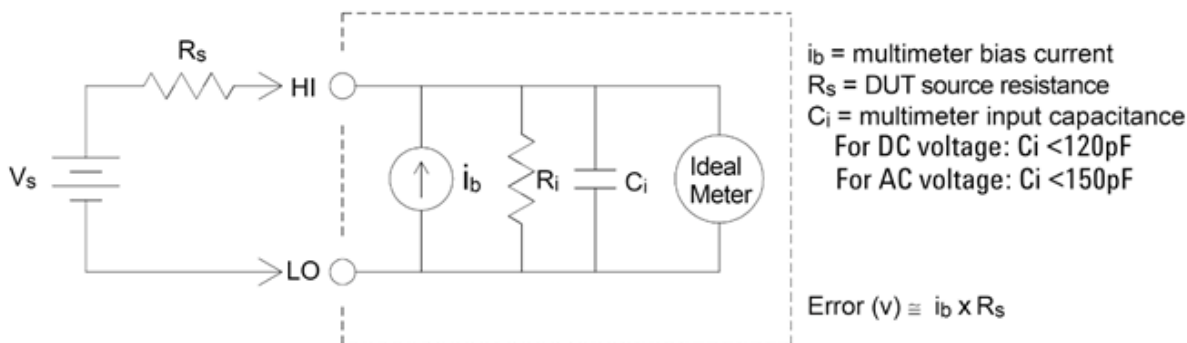 Rs
HI
Vs
ib
Ri
Ci
Ideal
Meter
LO
ib = multimeter bias current
Rs = DUT source resistance
Ci = multimeter input capacitance
For DC voltage: Ci <120pF
For AC voltage: Ci <150pF
Error (v) ≅ ib x Rs